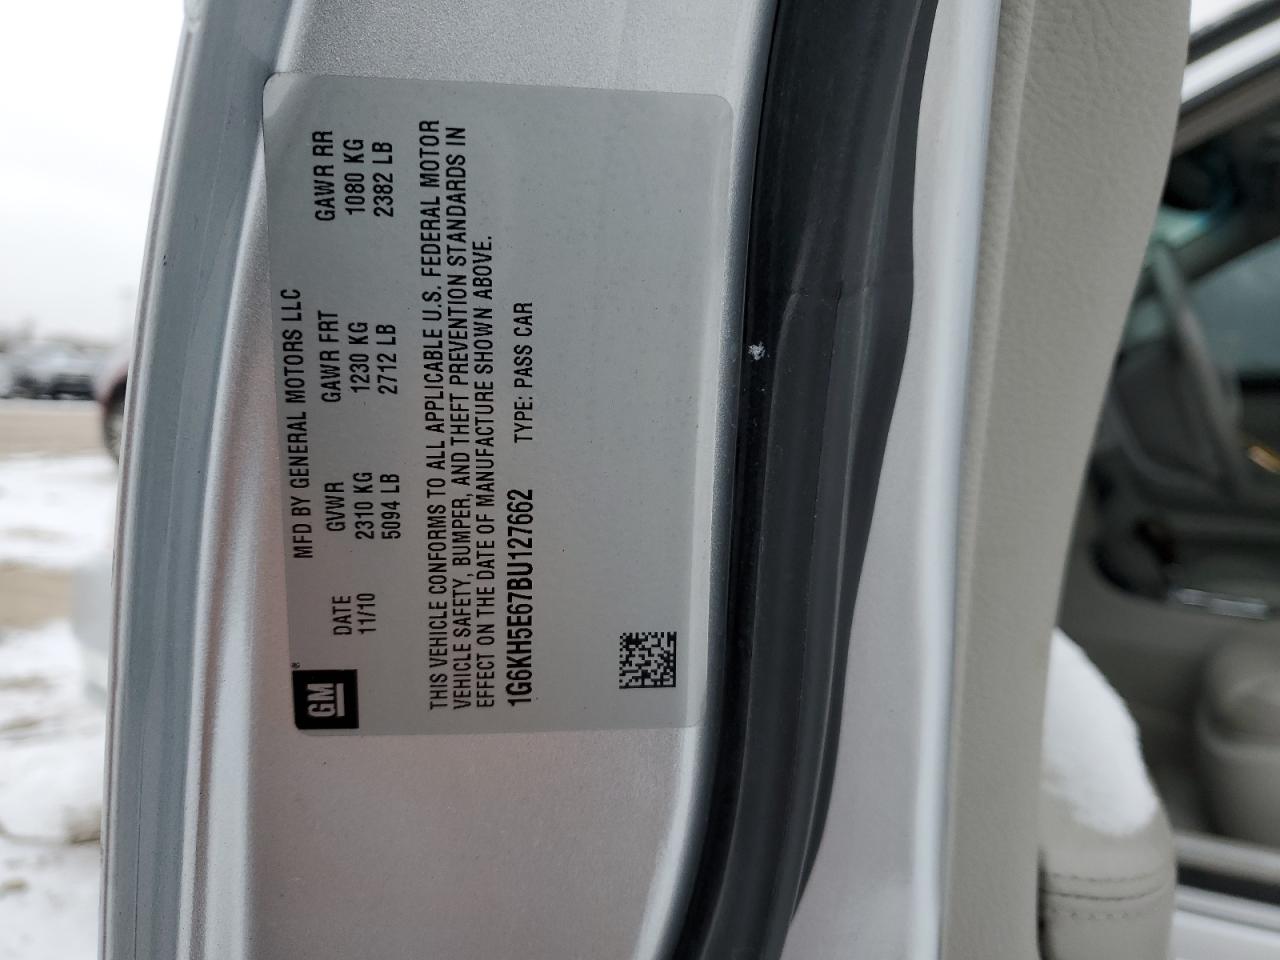 MFD BY GENERAL MOTORS LLC
DATE GVWR GAWR FRT GAWR RR
11/10 2310 KG 1230 KG 1080 KG
5094 LB 2712 LB 2382 LB
GM®
THIS VEHICLE CONFORMS TO ALL APPLICABLE U.S. FEDERAL MOTOR
VEHICLE SAFETY, BUMPER, AND THEFT PREVENTION STANDARDS IN
EFFECT ON THE DATE OF MANUFACTURE SHOWN ABOVE.
1G6KH5E67BU127662 TYPE: PASS CAR